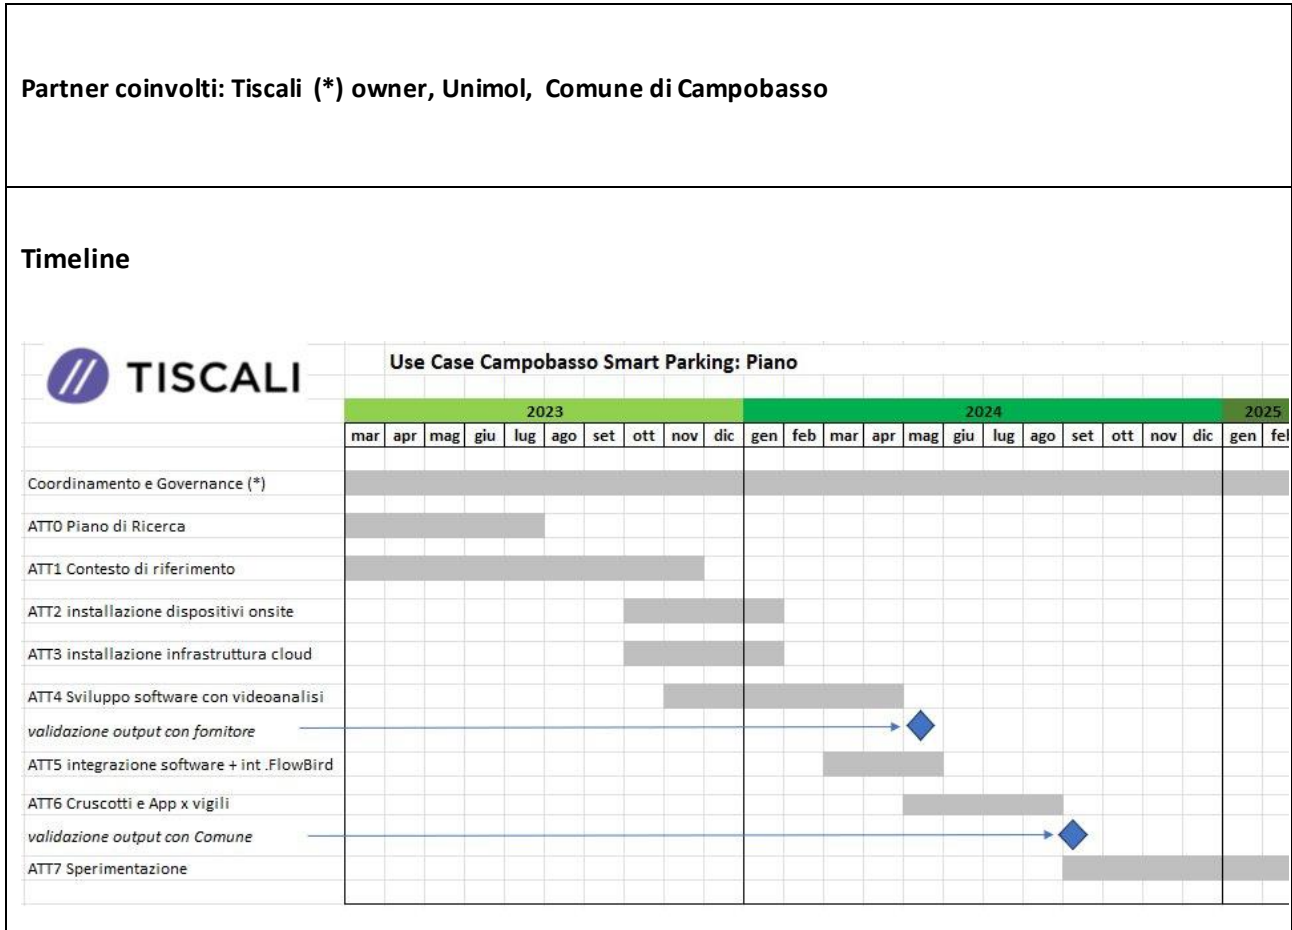 Partner coinvolti: Tiscali (*) owner, Unimol, Comune di Campobasso
Timeline
TISCALI
Use Case Campobasso Smart Parking: Piano
2023 2024 2025
mar apr mag giu lug ago set ott nov dic gen feb mar apr mag giu lug ago set ott nov dic gen fel
Coordinamento e Governance (*)
ATT0 Piano di Ricerca
ATT1 Contesto di riferimento
ATT2 installazione dispositivi onsite
ATT3 installazione infrastruttura cloud
ATT4 Sviluppo software con videoanalisi
validazione output con fornitore
ATT5 integrazione software + int .FlowBird
ATT6 Cruscotti e App x vigili
validazione output con Comune
ATT7 Sperimentazione